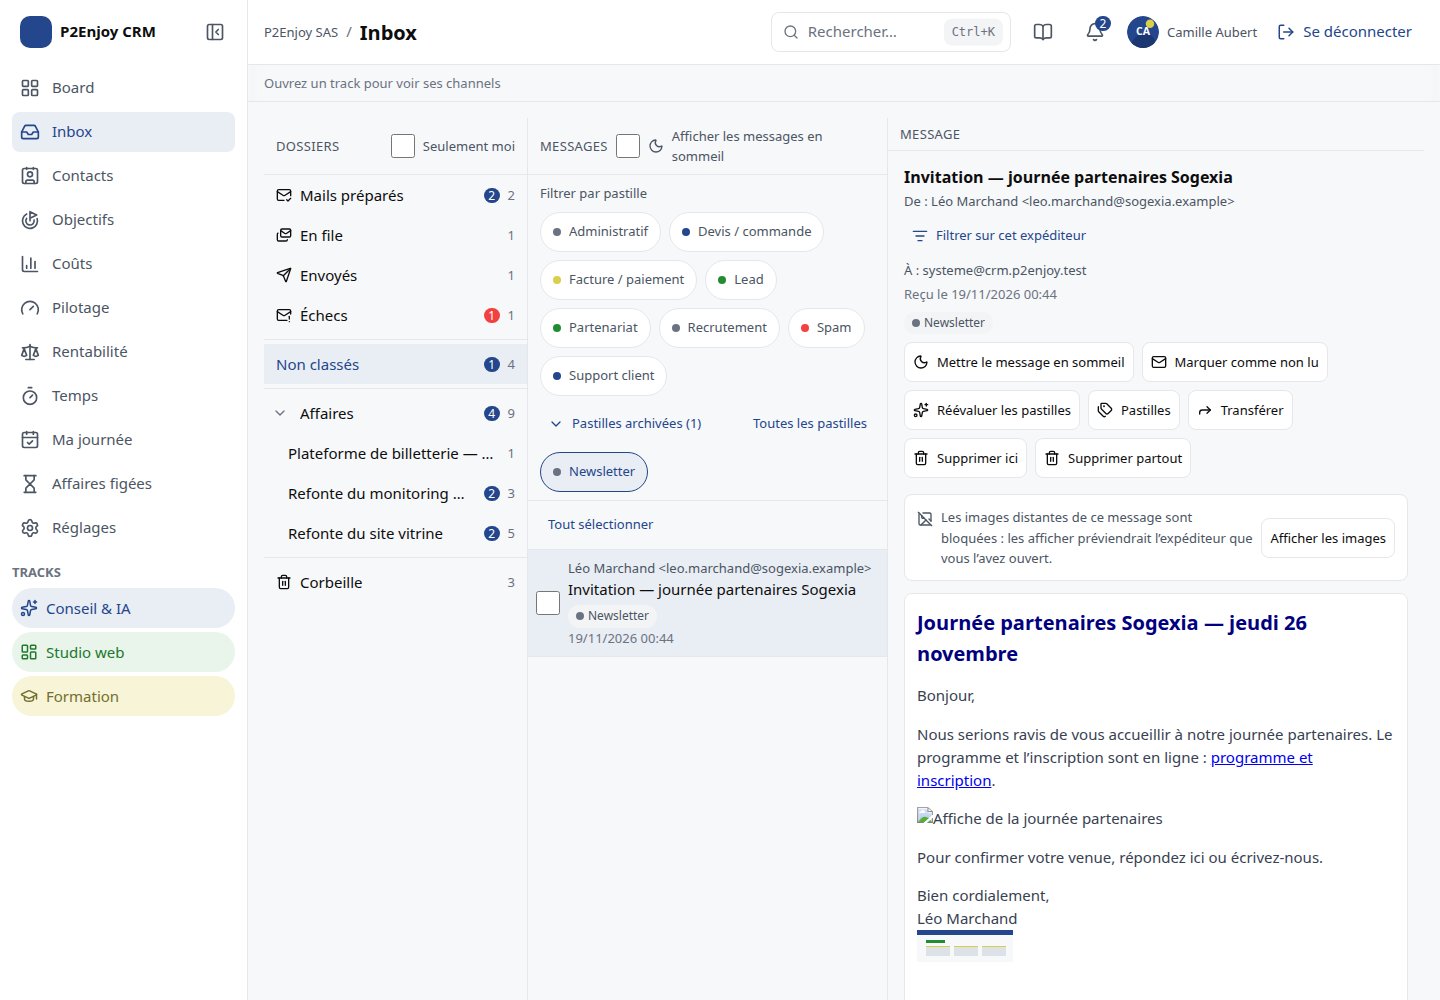 P2Enjoy CRM
Board
Inbox
Contacts
Objectifs
Coûts
Pilotage
Rentabilité
Temps
Ma journée
Affaires figées
Réglages
TRACKS
Conseil & IA
Studio web
Formation
P2Enjoy SAS / Inbox
Rechercher... Ctrl+K
2
CA Camille Aubert
Se déconnecter
Ouvrez un track pour voir ses channels
DOSSIERS Seulement moi
Mails préparés 2 2
En file 1
Envoyés 1
Échecs 1 1
Non classés 1 4
Affaires 4 9
Plateforme de billetterie — ... 1
Refonte du monitoring ... 2 3
Refonte du site vitrine 2 5
Corbeille 3
MESSAGES Afficher les messages en
sommeil
Filtrer par pastille
Administratif Devis / commande
Facture / paiement Lead
Partenariat Recrutement Spam
Support client
Pastilles archivées (1) Toutes les pastilles
Newsletter
Tout sélectionner
Léo Marchand <leo.marchand@sogexia.example>
Invitation — journée partenaires Sogexia
Newsletter
19/11/2026 00:44
MESSAGE
Invitation — journée partenaires Sogexia
De : Léo Marchand <leo.marchand@sogexia.example>
Filtrer sur cet expéditeur
À : systeme@crm.p2enjoy.test
Reçu le 19/11/2026 00:44
Newsletter
Mettre le message en sommeil Marquer comme non lu
Réévaluer les pastilles Pastilles Transférer
Supprimer ici Supprimer partout
Les images distantes de ce message sont
bloquées : les afficher préviendrait l’expéditeur que
vous l’avez ouvert.
Afficher les images
Journée partenaires Sogexia — jeudi 26
novembre
Bonjour,
Nous serions ravis de vous accueillir à notre journée partenaires. Le
programme et l’inscription sont en ligne : programme et
inscription.
Affiche de la journée partenaires
Pour confirmer votre venue, répondez ici ou écrivez-nous.
Bien cordialement,
Léo Marchand